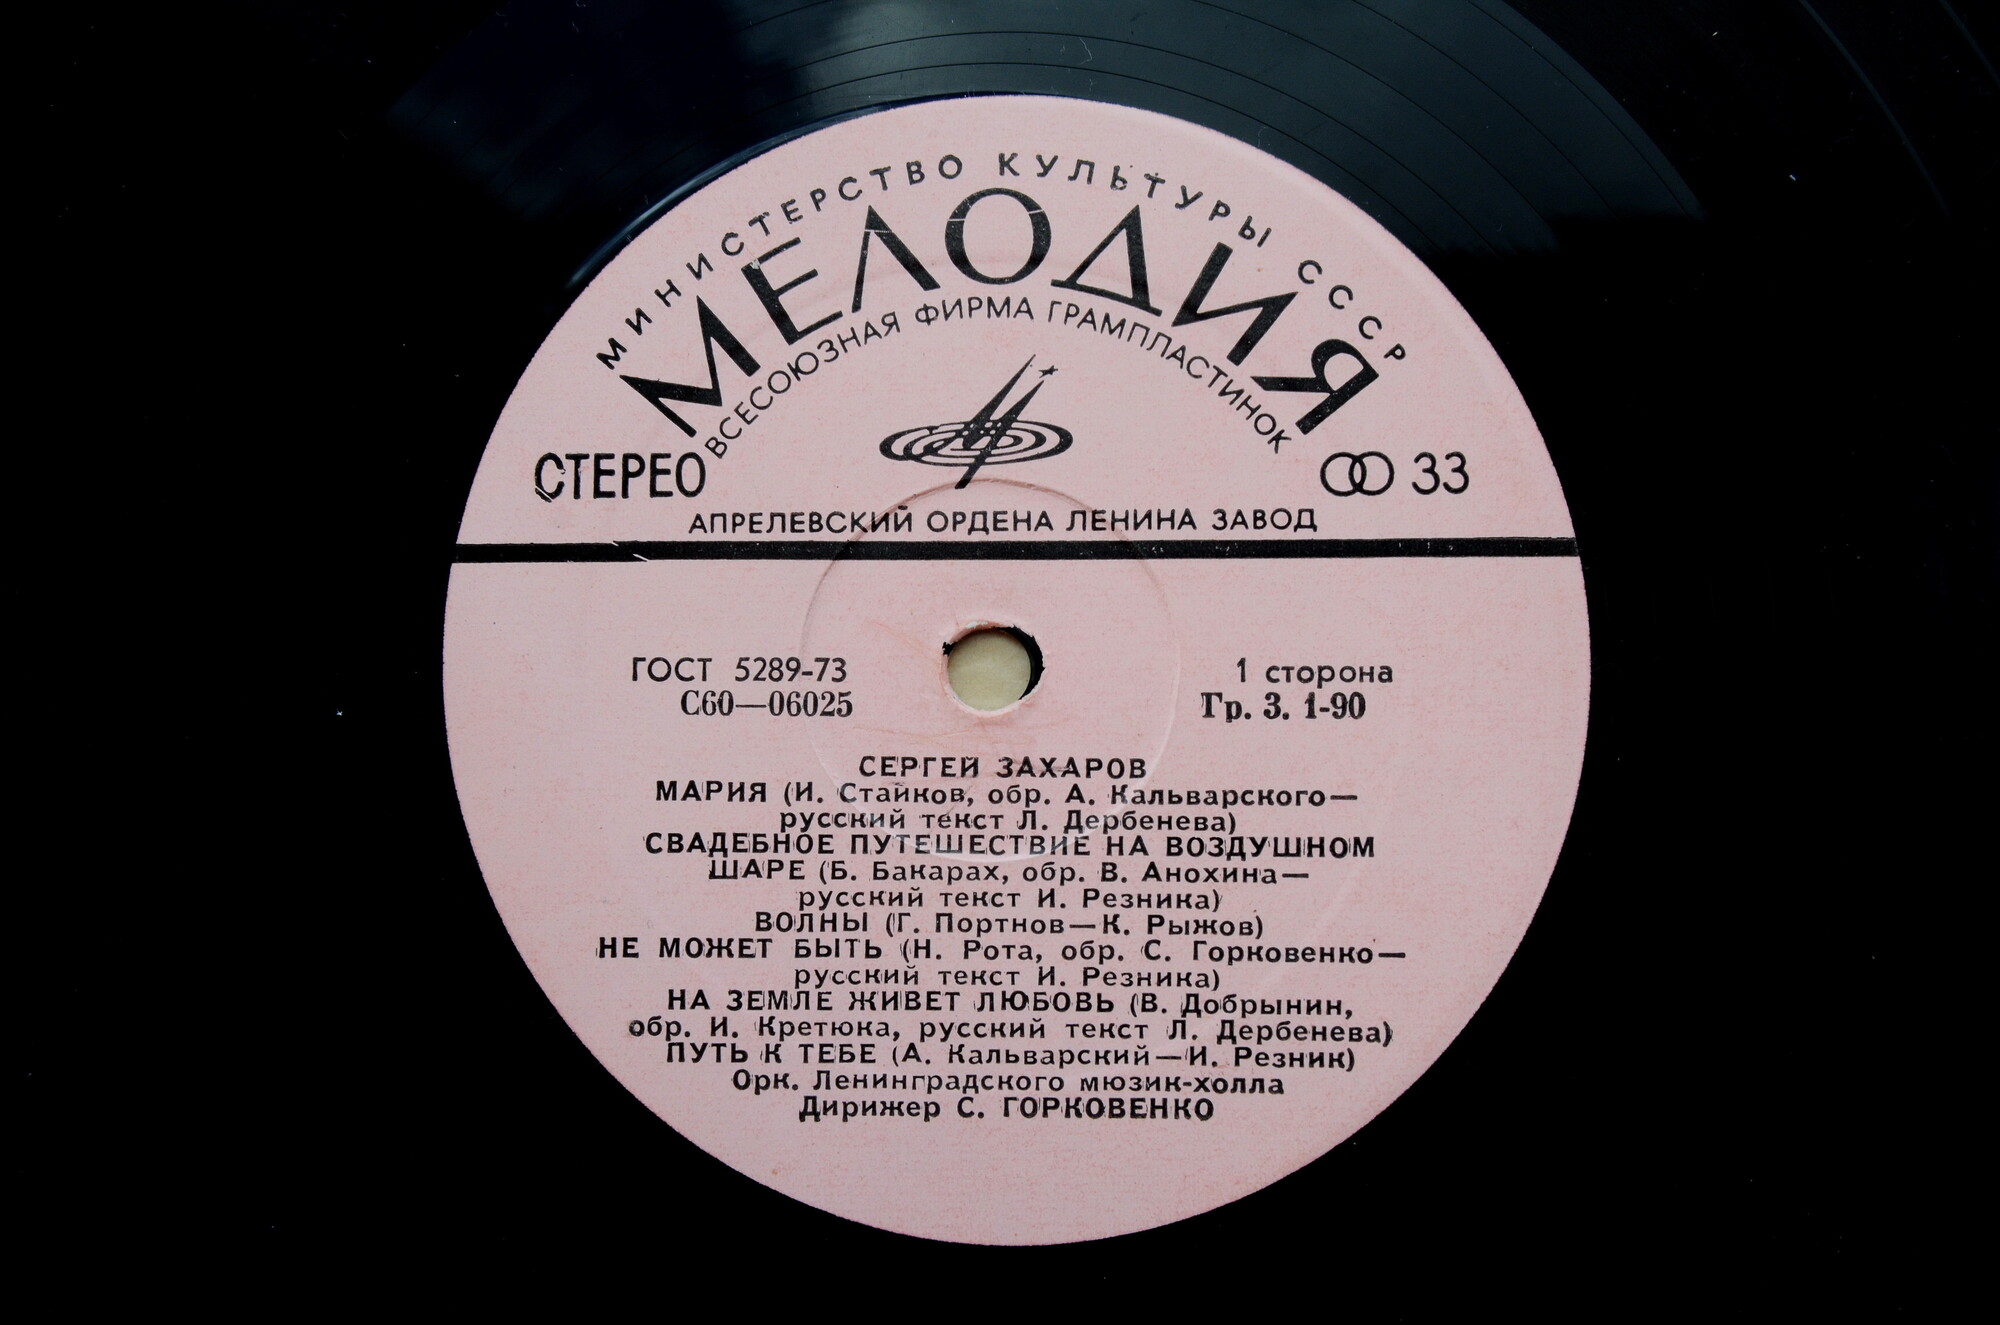 МИНИСТЕРСТВО КУЛЬТУРЫ СССР
МЕЛОДИЯ
ВСЕСОЮЗНАЯ ФИРМА ГРАМПЛАСТИНОК
СТЕРЕО 33
АПРЕЛЕВСКИЙ ОРДЕНА ЛЕНИНА ЗАВОД
ГОСТ 5289-73 1 сторона
С60—06025 Гр. 3. 1-90
СЕРГЕЙ ЗАХАРОВ
МАРИЯ (И. Стайков, обр. А. Кальварского—
русский текст Л. Дербенева)
СВАДЕБНОЕ ПУТЕШЕСТВИЕ НА ВОЗДУШНОМ
ШАРЕ (Б. Бакарах, обр. В. Анохина—
русский текст И. Резника)
ВОЛНЫ (Г. Портнов—К. Рыжов)
НЕ МОЖЕТ БЫТЬ (Н. Рота, обр. С. Горковенко—
русский текст И. Резника)
НА ЗЕМЛЕ ЖИВЕТ ЛЮБОВЬ (В. Добрынин,
обр. И. Кретюка, русский текст Л. Дербенева)
ПУТЬ К ТЕБЕ (А. Кальварский—И. Резник)
Орк. Ленинградского мюзик-холла
Дирижер С. ГОРКОВЕНКО